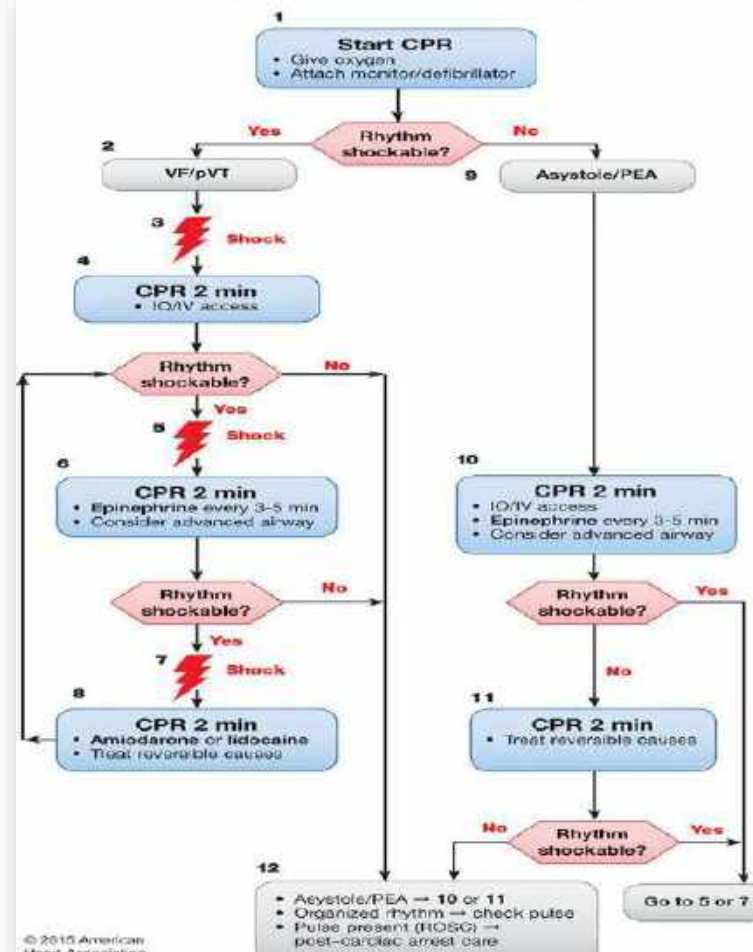 1
Start CPR
• Give oxygen
• Attach monitor/defibrillator
Yes
Rhythm
shockable?
No
2
VF/pVT
9
Asystole/PEA
3
Shock
4
CPR 2 min
• IO/IV access
Rhythm
shockable?
No
Yes
5
Shock
6
CPR 2 min
• Epinephrine every 3-5 min
• Consider advanced airway
10
CPR 2 min
• IO/IV access
• Epinephrine every 3-5 min
• Consider advanced airway
Rhythm
shockable?
No
Yes
Rhythm
shockable?
Yes
No
7
Shock
8
CPR 2 min
• Amiodarone or lidocaine
• Treat reversible causes
11
CPR 2 min
• Treat reversible causes
No
Rhythm
shockable?
Yes
12
• Asystole/PEA → 10 or 11
• Organized rhythm → check pulse
• Pulse present (ROSC) →
post-cardiac arrest care
Go to 5 or 7
© 2015 American